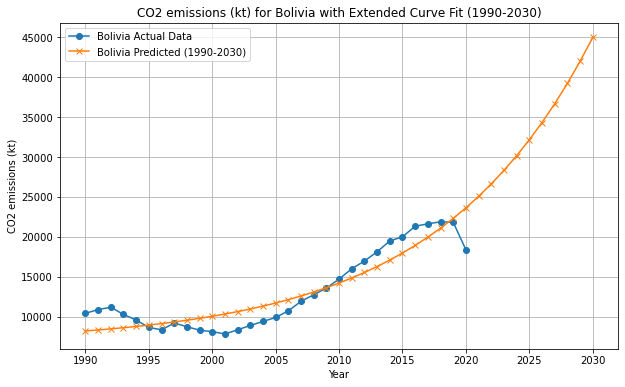 CO2 emissions (kt) for Bolivia with Extended Curve Fit (1990-2030)
Bolivia Actual Data
Bolivia Predicted (1990-2030)
CO2 emissions (kt)
45000
40000
35000
30000
25000
20000
15000
10000
1990 1995 2000 2005 2010 2015 2020 2025 2030
Year